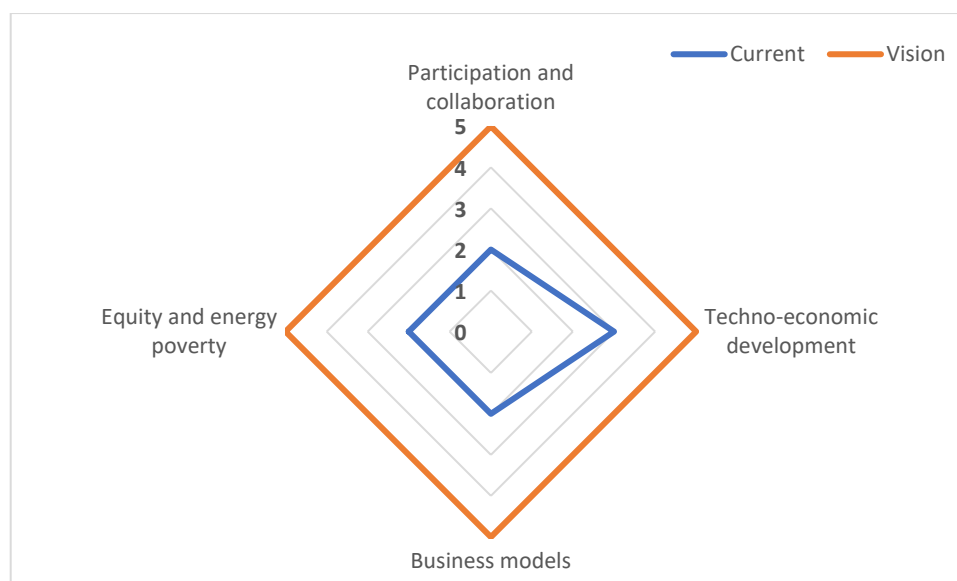 Current Vision
Participation and
collaboration
5
4
3
2
1
0
Equity and energy
poverty
Techno-economic
development
Business models